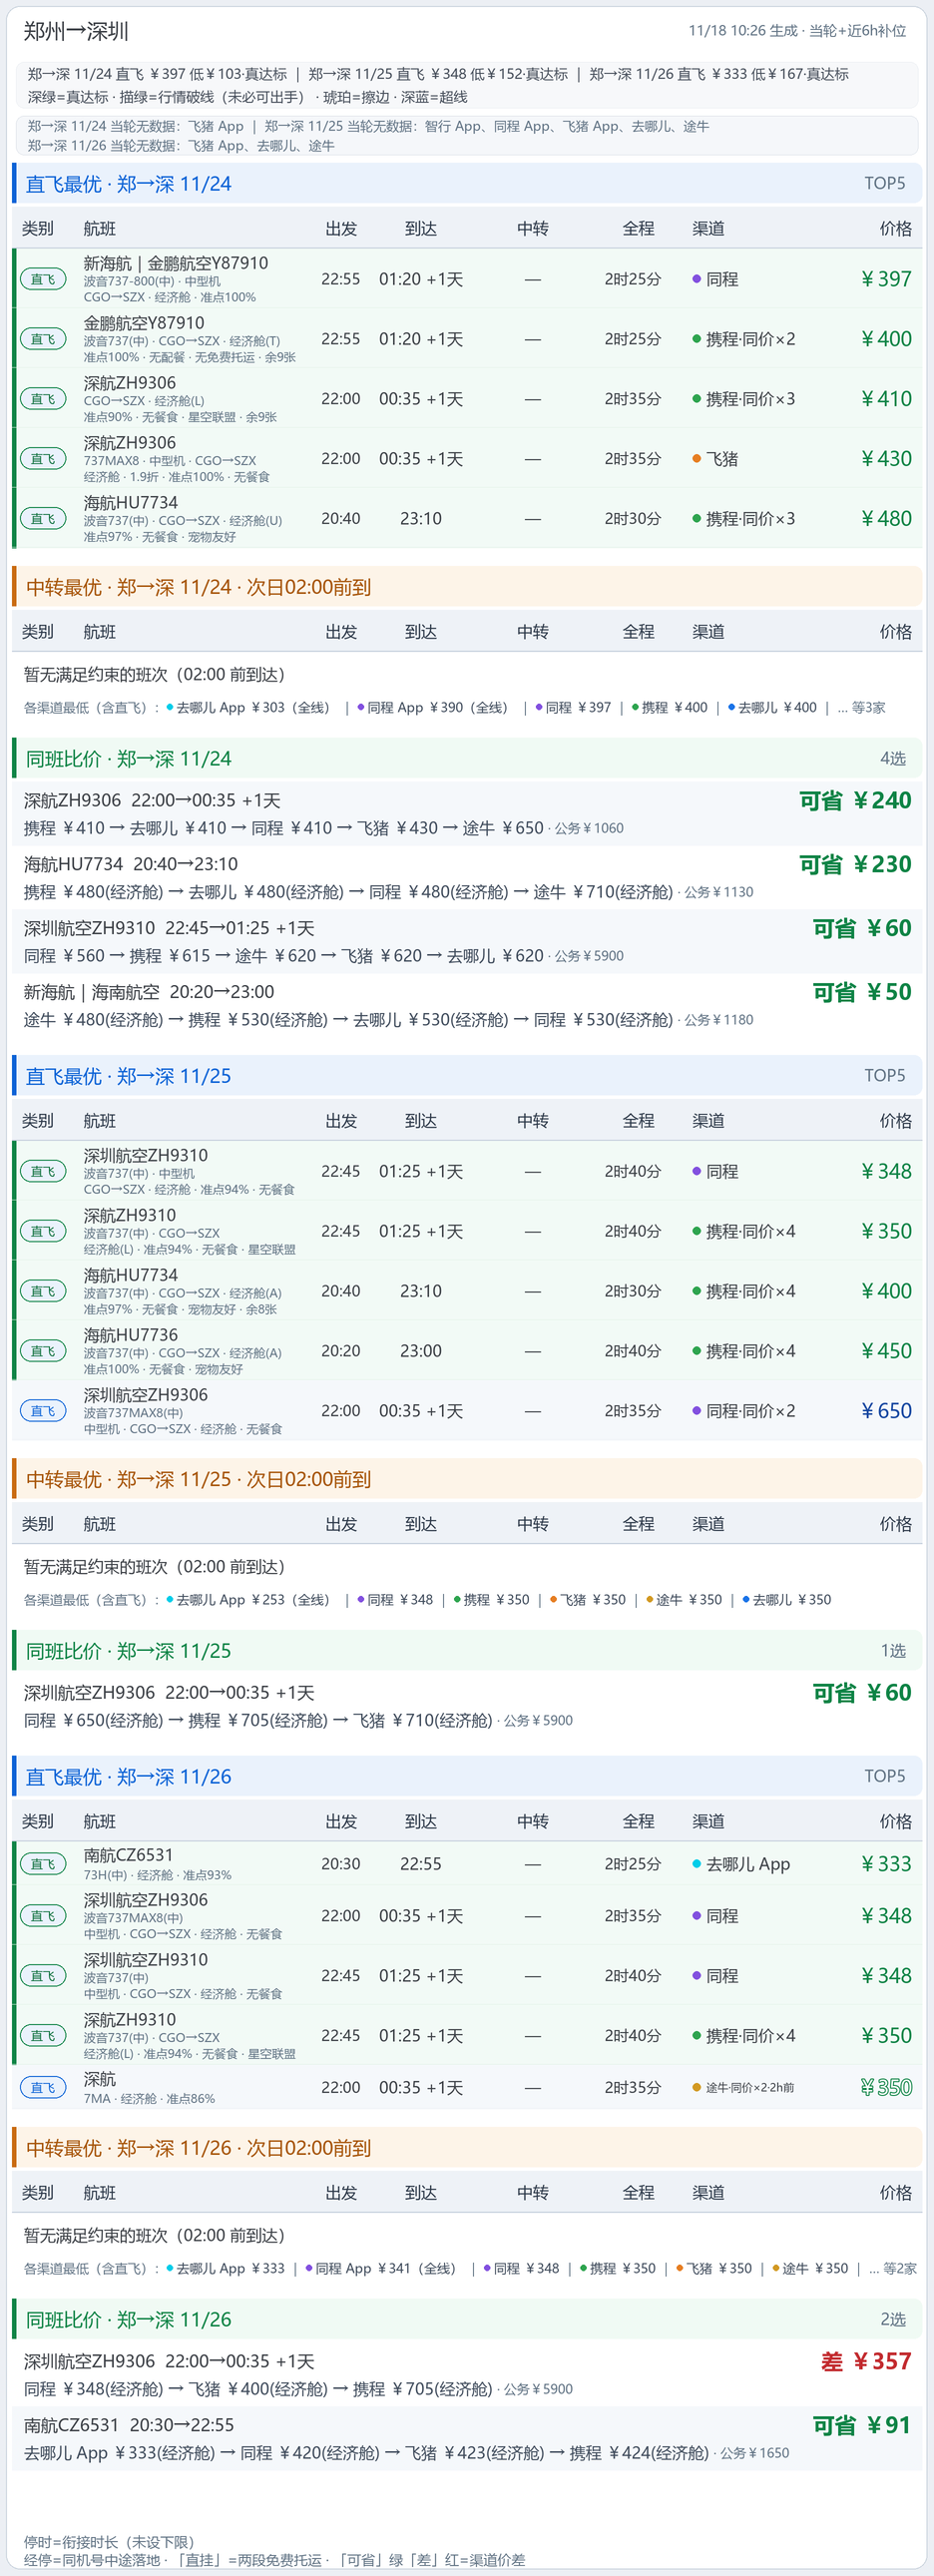 郑州→深圳
11/18 10:26 生成 · 当轮+近6h补位
郑→深 11/24 直飞 ￥397 低￥103·真达标 | 郑→深 11/25 直飞 ￥348 低￥152·真达标 | 郑→深 11/26 直飞 ￥333 低￥167·真达标
深绿=真达标 · 描绿=行情破线（未必可出手） · 琥珀=擦边 · 深蓝=超线
郑→深 11/24 当轮无数据：飞猪 App | 郑→深 11/25 当轮无数据：智行 App、同程 App、飞猪 App、去哪儿、途牛
郑→深 11/26 当轮无数据：飞猪 App、去哪儿、途牛
直飞最优 · 郑→深 11/24 TOP5
类别 航班 出发 到达 中转 全程 渠道 价格
新海航 | 金鹏航空Y87910
直飞 波音737-800(中) · 中型机 22:55 01:20 +1天 — 2时25分 同程 ￥397
CGO→SZX · 经济舱 · 准点100%
金鹏航空Y87910
直飞 波音737(中) · CGO→SZX · 经济舱(T) 22:55 01:20 +1天 — 2时25分 携程·同价×2 ￥400
准点100% · 无配餐 · 无免费托运 · 余9张
深航ZH9306
直飞 CGO→SZX · 经济舱(L) 22:00 00:35 +1天 — 2时35分 携程·同价×3 ￥410
准点90% · 无餐食 · 星空联盟 · 余9张
深航ZH9306
直飞 737MAX8 · 中型机 · CGO→SZX 22:00 00:35 +1天 — 2时35分 飞猪 ￥430
经济舱 · 1.9折 · 准点100% · 无餐食
海航HU7734
直飞 波音737(中) · CGO→SZX · 经济舱(U) 20:40 23:10 — 2时30分 携程·同价×3 ￥480
准点97% · 无餐食 · 宠物友好
中转最优 · 郑→深 11/24 · 次日02:00前到
类别 航班 出发 到达 中转 全程 渠道 价格
暂无满足约束的班次（02:00 前到达）
各渠道最低（含直飞）: 去哪儿 App ￥303（全线） | 同程 App ￥390（全线） | 同程 ￥397 | 携程 ￥400 | 去哪儿 ￥400 | … 等3家
同班比价 · 郑→深 11/24 4选
深航ZH9306 22:00→00:35 +1天 可省 ￥240
携程 ￥410 → 去哪儿 ￥410 → 同程 ￥410 → 飞猪 ￥430 → 途牛 ￥650 · 公务￥1060
海航HU7734 20:40→23:10 可省 ￥230
携程 ￥480(经济舱) → 去哪儿 ￥480(经济舱) → 同程 ￥480(经济舱) → 途牛 ￥710(经济舱) · 公务￥1130
深圳航空ZH9310 22:45→01:25 +1天 可省 ￥60
同程 ￥560 → 携程 ￥615 → 途牛 ￥620 → 飞猪 ￥620 → 去哪儿 ￥620 · 公务￥5900
新海航 | 海南航空 20:20→23:00 可省 ￥50
途牛 ￥480(经济舱) → 携程 ￥530(经济舱) → 去哪儿 ￥530(经济舱) → 同程 ￥530(经济舱) · 公务￥1180
直飞最优 · 郑→深 11/25 TOP5
类别 航班 出发 到达 中转 全程 渠道 价格
深圳航空ZH9310
直飞 波音737(中) · 中型机 22:45 01:25 +1天 — 2时40分 同程 ￥348
CGO→SZX · 经济舱 · 准点94% · 无餐食
深航ZH9310
直飞 波音737(中) · CGO→SZX 22:45 01:25 +1天 — 2时40分 携程·同价×4 ￥350
经济舱(L) · 准点94% · 无餐食 · 星空联盟
海航HU7734
直飞 波音737(中) · CGO→SZX · 经济舱(A) 20:40 23:10 — 2时30分 携程·同价×4 ￥400
准点97% · 无餐食 · 宠物友好 · 余8张
海航HU7736
直飞 波音737(中) · CGO→SZX · 经济舱(A) 20:20 23:00 — 2时40分 携程·同价×4 ￥450
准点100% · 无餐食 · 宠物友好
深圳航空ZH9306
直飞 波音737MAX8(中) 22:00 00:35 +1天 — 2时35分 同程·同价×2 ￥650
中型机 · CGO→SZX · 经济舱 · 无餐食
中转最优 · 郑→深 11/25 · 次日02:00前到
类别 航班 出发 到达 中转 全程 渠道 价格
暂无满足约束的班次（02:00 前到达）
各渠道最低（含直飞）: 去哪儿 App ￥253（全线） | 同程 ￥348 | 携程 ￥350 | 飞猪 ￥350 | 途牛 ￥350 | 去哪儿 ￥350
同班比价 · 郑→深 11/25 1选
深圳航空ZH9306 22:00→00:35 +1天 可省 ￥60
同程 ￥650(经济舱) → 携程 ￥705(经济舱) → 飞猪 ￥710(经济舱) · 公务￥5900
直飞最优 · 郑→深 11/26 TOP5
类别 航班 出发 到达 中转 全程 渠道 价格
南航CZ6531
直飞 73H(中) · 经济舱 · 准点93% 20:30 22:55 — 2时25分 去哪儿 App ￥333
深圳航空ZH9306
直飞 波音737MAX8(中) 22:00 00:35 +1天 — 2时35分 同程 ￥348
中型机 · CGO→SZX · 经济舱 · 无餐食
深圳航空ZH9310
直飞 波音737(中) 22:45 01:25 +1天 — 2时40分 同程 ￥348
中型机 · CGO→SZX · 经济舱 · 无餐食
深航ZH9310
直飞 波音737(中) · CGO→SZX 22:45 01:25 +1天 — 2时40分 携程·同价×4 ￥350
经济舱(L) · 准点94% · 无餐食 · 星空联盟
深航
直飞 7MA · 经济舱 · 准点86% 22:00 00:35 +1天 — 2时35分 途牛·同价×2·2h前 ￥350
中转最优 · 郑→深 11/26 · 次日02:00前到
类别 航班 出发 到达 中转 全程 渠道 价格
暂无满足约束的班次（02:00 前到达）
各渠道最低（含直飞）: 去哪儿 App ￥333 | 同程 App ￥341（全线） | 同程 ￥348 | 携程 ￥350 | 飞猪 ￥350 | 途牛 ￥350 | … 等2家
同班比价 · 郑→深 11/26 2选
深圳航空ZH9306 22:00→00:35 +1天 差 ￥357
同程 ￥348(经济舱) → 飞猪 ￥400(经济舱) → 携程 ￥705(经济舱) · 公务￥5900
南航CZ6531 20:30→22:55 可省 ￥91
去哪儿 App ￥333(经济舱) → 同程 ￥420(经济舱) → 飞猪 ￥423(经济舱) → 携程 ￥424(经济舱) · 公务￥1650
停时=衔接时长（未设下限）
经停=同机号中途落地 · 「直挂」=两段免费托运 · 「可省」绿「差」红=渠道价差